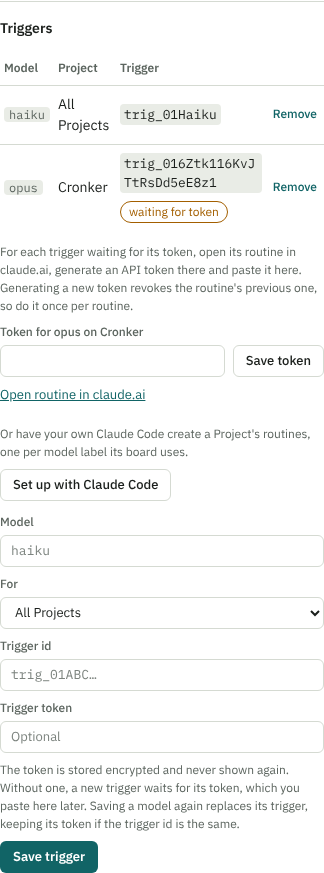 Triggers
Model Project Trigger
haiku All Projects trig_01Haiku Remove
opus Cronker trig_016Ztk116KvJ
TtRsDd5eE8z1 Remove
waiting for token
For each trigger waiting for its token, open its routine in
claude.ai, generate an API token there and paste it here.
Generating a new token revokes the routine's previous one,
so do it once per routine.
Token for opus on Cronker
Save token
Open routine in claude.ai
Or have your own Claude Code create a Project's routines,
one per model label its board uses.
Set up with Claude Code
Model
haiku
For
All Projects
Trigger id
trig_01ABC…
Trigger token
Optional
The token is stored encrypted and never shown again.
Without one, a new trigger waits for its token, which you
paste here later. Saving a model again replaces its trigger,
keeping its token if the trigger id is the same.
Save trigger